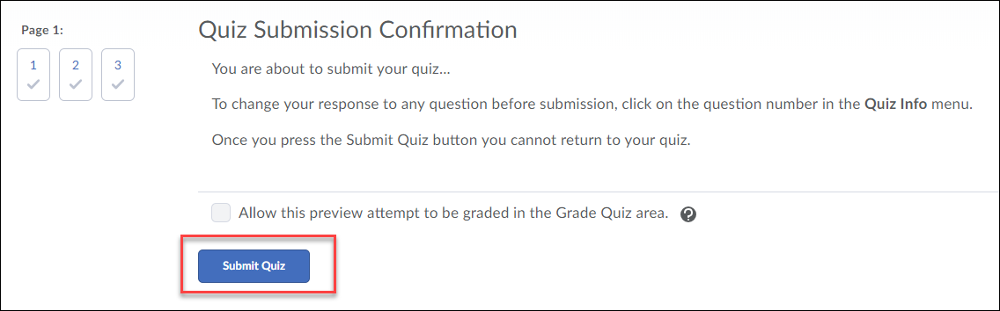 Page 1:
1 2 3
Quiz Submission Confirmation
You are about to submit your quiz...
To change your response to any question before submission, click on the question number in the Quiz Info menu.
Once you press the Submit Quiz button you cannot return to your quiz.
Allow this preview attempt to be graded in the Grade Quiz area. ?
Submit Quiz